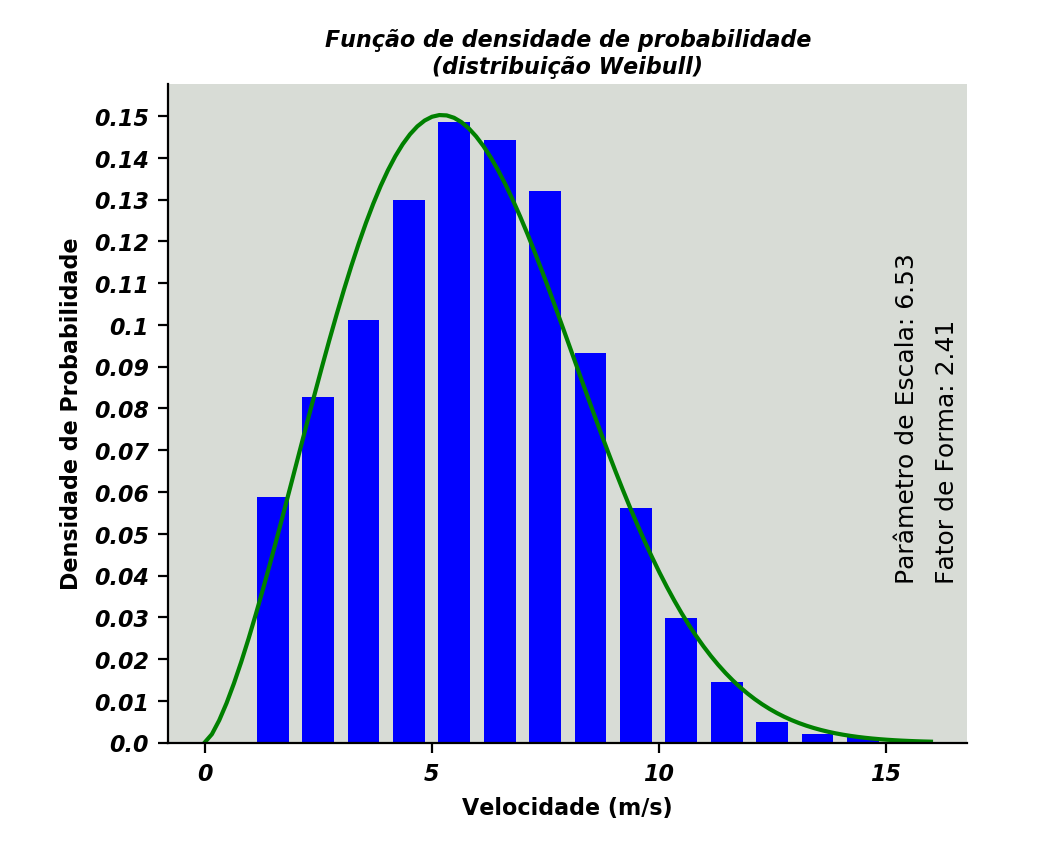 Função de densidade de probabilidade
(distribuição Weibull)
Densidade de Probabilidade
0.15
0.14
0.13
0.12
0.11
0.1
0.09
0.08
0.07
0.06
0.05
0.04
0.03
0.02
0.01
0.0
Parâmetro de Escala: 6.53
Fator de Forma: 2.41
0 5 10 15
Velocidade (m/s)